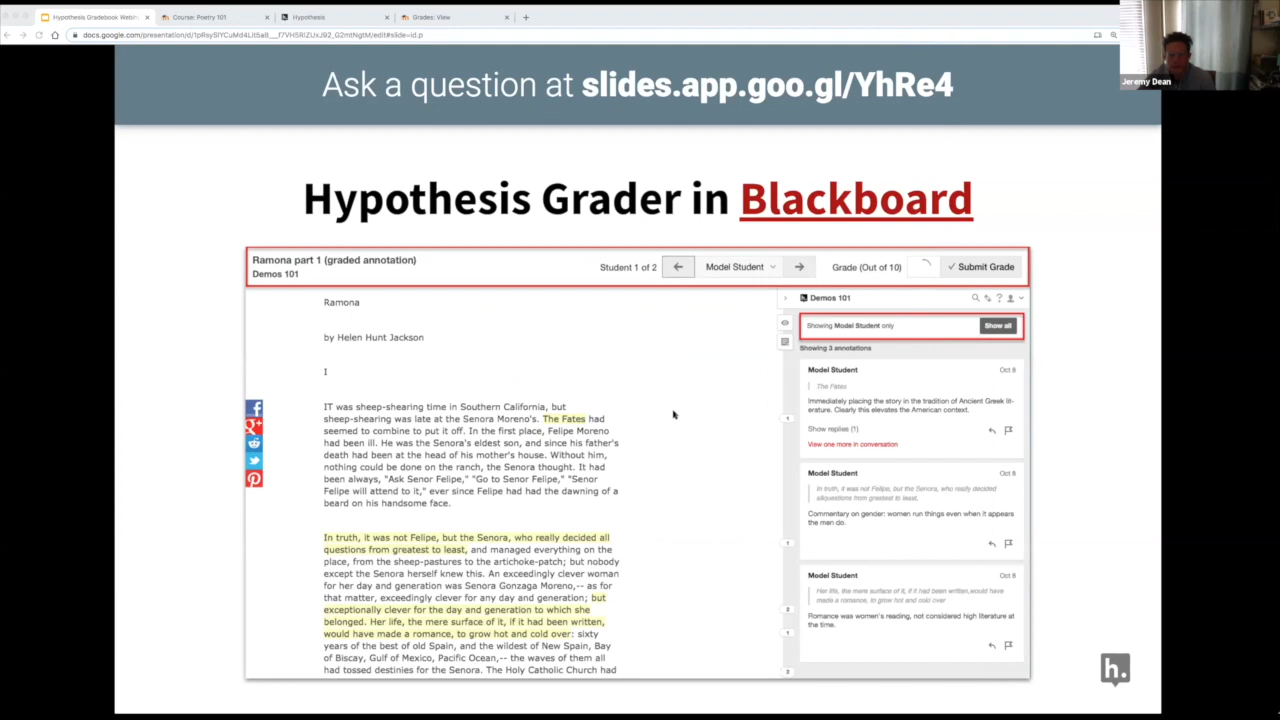 Hypothesis Gradebook Webin
Course: Poetry 101
Hypothesis
Grades: View
Jeremy Dean
Ask a question at slides.app.goo.gl/YhRe4
Hypothesis Grader in Blackboard
Ramona part 1 (graded annotation)
Demos 101
Student 1 of 2
Model Student
Grade (Out of 10)
Submit Grade
Ramona
by Helen Hunt Jackson
I
IT was sheep-shearing time in Southern California, but
sheep-shearing was late at the Senora Moreno's. The Fates had
seemed to combine to put it off. In the first place, Felipe Moreno
had been ill. He was the Senora's eldest son, and since his father's
death had been at the head of his mother's house. Without him,
nothing could be done on the ranch, the Senora thought. It had
been always, "Ask Senor Felipe," "Go to Senor Felipe," "Senor
Felipe will attend to it," ever since Felipe had had the dawning of a
beard on his handsome face.
In truth, it was not Felipe, but the Senora, who really decided all
questions from greatest to least, and managed everything on the
place, from the sheep-pastures to the artichoke-patch; but nobody
except the Senora herself knew this. An exceedingly clever woman
for her day and generation was Senora Gonzaga Moreno,-- as for
that matter, exceedingly clever for any day and generation; but
exceptionally clever for the day and generation to which she
belonged. Her life, the mere surface of it, if it had been written,
would have made a romance, to grow hot and cold over: sixty
years of the best of old Spain, and the wildest of New Spain, Bay
of Biscay, Gulf of Mexico, Pacific Ocean,-- the waves of them all
had tossed destinies for the Senora. The Holy Catholic Church had
Demos 101
Showing Model Student only
Show all
Showing 3 annotations
Model Student
Oct 8
The Fates
Immediately placing the story in the tradition of Ancient Greek lit-
erature. Clearly this elevates the American context.
Show replies (1)
View one more in conversation
1
Model Student
Oct 8
In truth, it was not Felipe, but the Senora, who really decided
allquestions from greatest to least,
Commentary on gender: women run things even when it appears
the men do.
1
Model Student
Oct 8
Her life, the mere surface of it, if it had been written,would have
made a romance, to grow hot and cold over
Romance was women's reading, not considered high literature at
the time.
2
1
2
h.